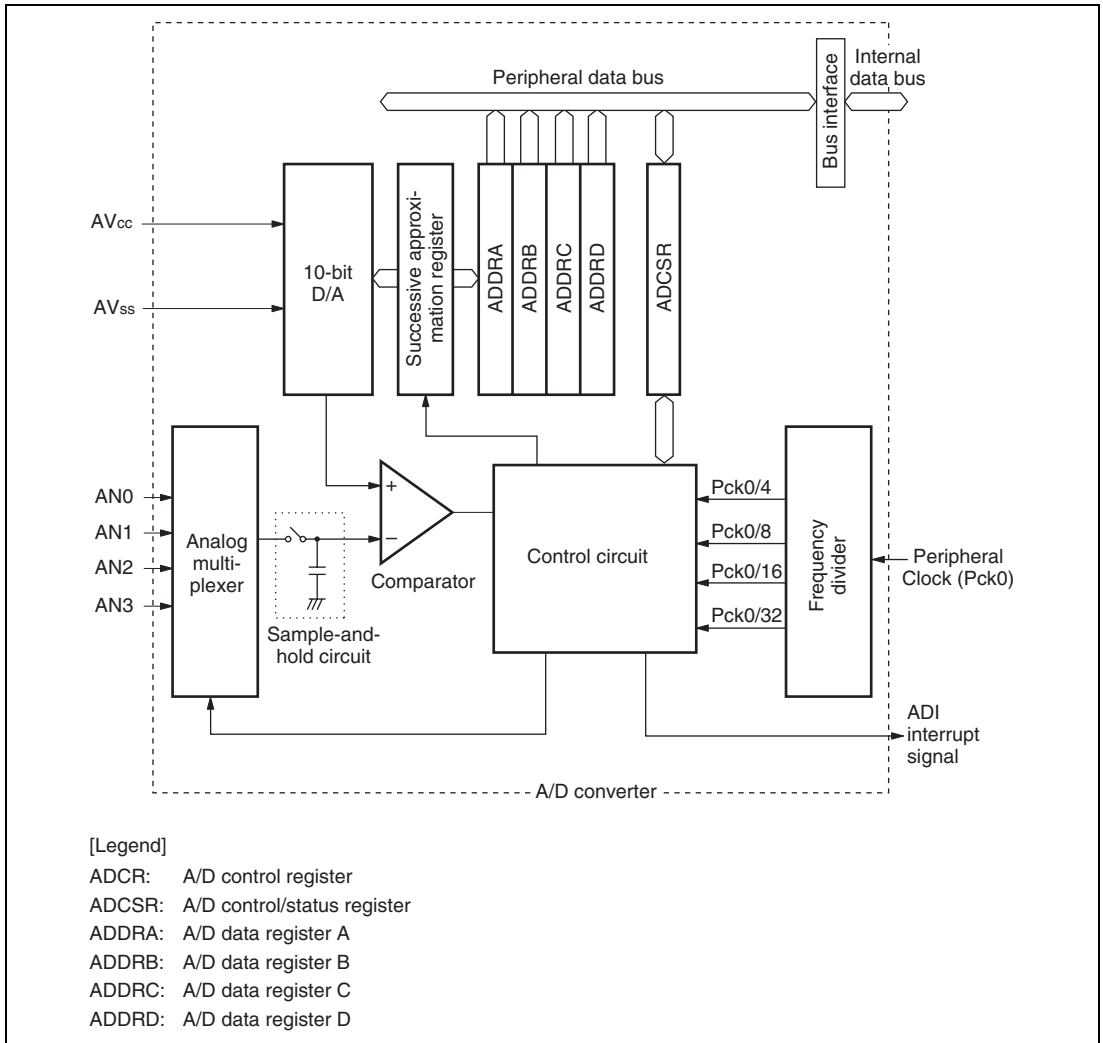 Peripheral data bus
Internal
data bus
Bus interface
AVcc
AVss
10-bit
D/A
Successive approxi-
mation register
ADDRA
ADDRB
ADDRC
ADDRD
ADCSR
AN0
AN1
AN2
AN3
Analog
multi-
plexer
+
−
Comparator
Sample-and-
hold circuit
Control circuit
Pck0/4
Pck0/8
Pck0/16
Pck0/32
Frequency
divider
Peripheral
Clock (Pck0)
ADI
interrupt
signal
A/D converter
[Legend]
ADCR: A/D control register
ADCSR: A/D control/status register
ADDRA: A/D data register A
ADDRB: A/D data register B
ADDRC: A/D data register C
ADDRD: A/D data register D